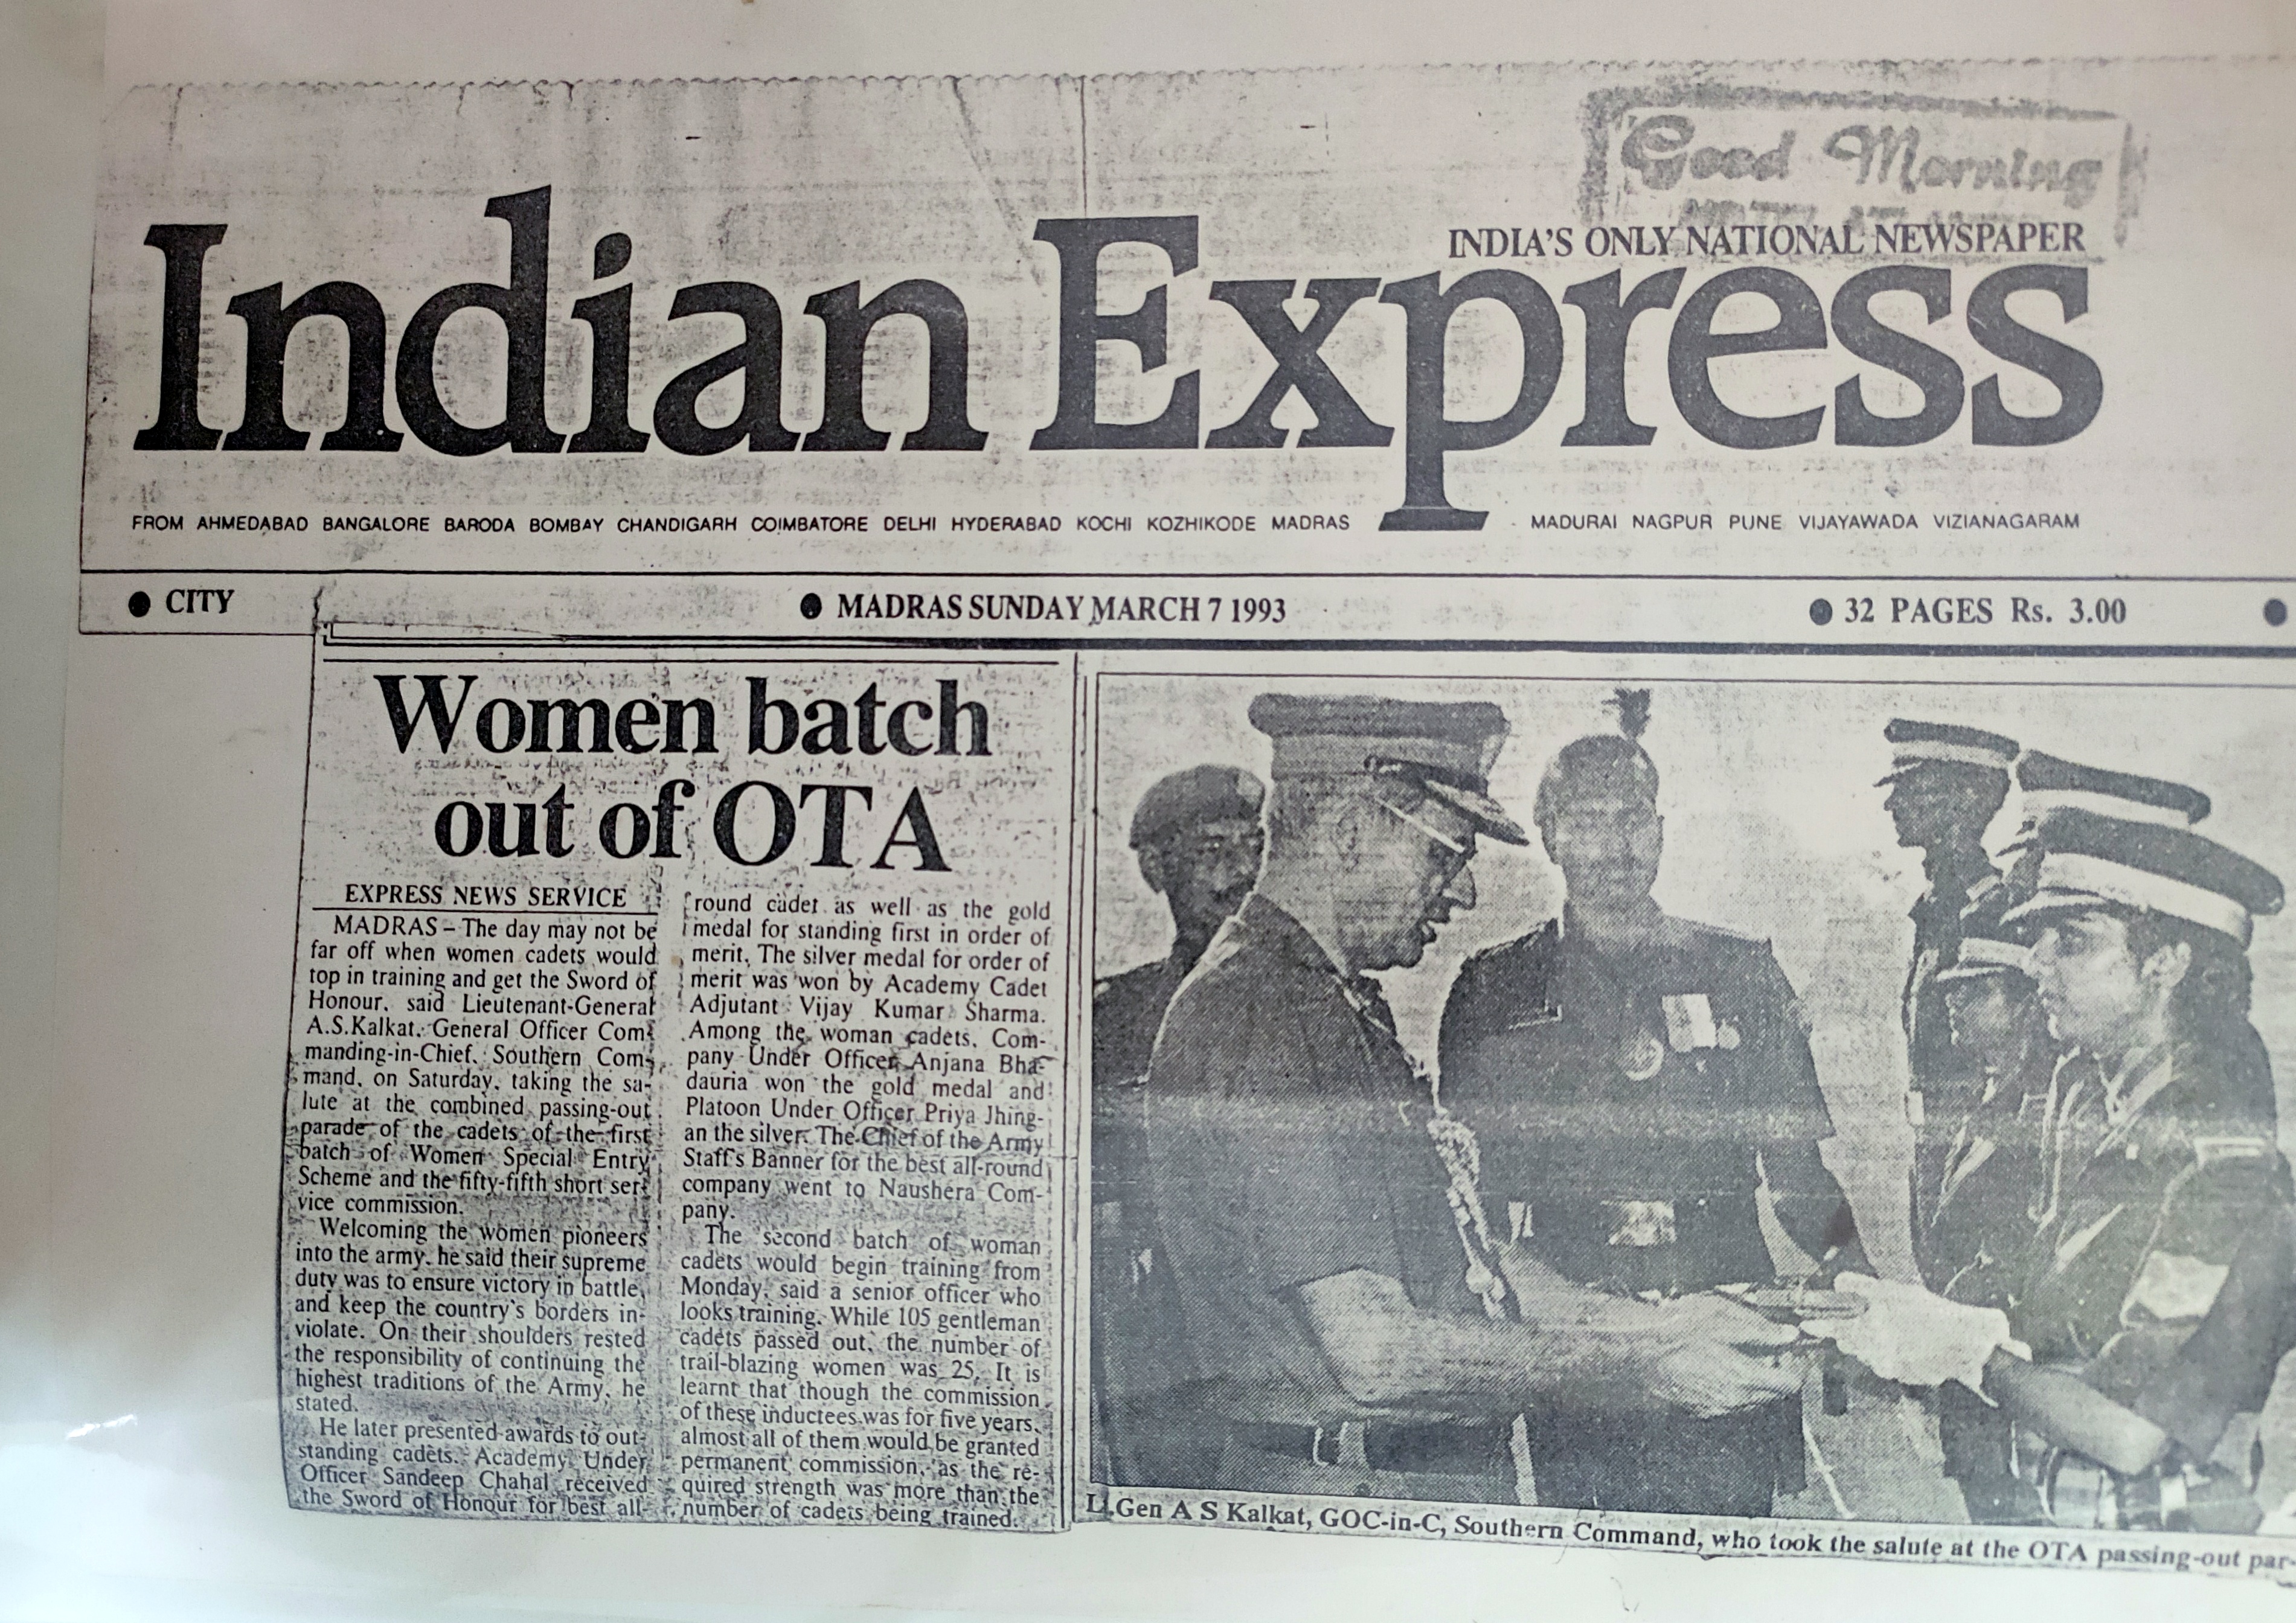 Good Morning
INDIA'S ONLY NATIONAL NEWSPAPER
Indian Express
FROM AHMEDABAD BANGALORE BARODA BOMBAY CHANDIGARH COIMBATORE DELHI HYDERABAD KOCHI KOZHIKODE MADRAS MADURAI NAGPUR PUNE VIJAYAWADA VIZIANAGARAM
● CITY ● MADRAS SUNDAY MARCH 7 1993 ● 32 PAGES Rs. 3.00 ●
Women batch
out of OTA
EXPRESS NEWS SERVICE
MADRAS – The day may not be
far off when women cadets would
top in training and get the Sword of
Honour, said Lieutenant-General
A.S.Kalkat, General Officer Com-
manding-in-Chief, Southern Com-
mand, on Saturday, taking the sa-
lute at the combined passing-out
parade of the cadets of the first
batch of Women Special Entry
Scheme and the fifty-fifth short ser-
vice commission.
Welcoming the women pioneers
into the army, he said their supreme
duty was to ensure victory in battle,
and keep the country's borders in-
violate. On their shoulders rested
the responsibility of continuing the
highest traditions of the Army, he
stated.
He later presented awards to out-
standing cadets. Academy Under
Officer Sandeep Chahal received
the Sword of Honour for best all-
round cadet as well as the gold
medal for standing first in order of
merit. The silver medal for order of
merit was won by Academy Cadet
Adjutant Vijay Kumar Sharma.
Among the woman cadets, Com-
pany Under Officer Anjana Bha-
dauria won the gold medal and
Platoon Under Officer Priya Jhing-
an the silver. The Chief of the Army
Staff's Banner for the best all-round
company went to Naushera Com-
pany.
The second batch of woman
cadets would begin training from
Monday, said a senior officer who
looks training. While 105 gentleman
cadets passed out, the number of
trail-blazing women was 25. It is
learnt that though the commission
of these inductees was for five years,
almost all of them would be granted
permanent commission, as the re-
quired strength was more than the
number of cadets being trained.
Lt.Gen A S Kalkat, GOC-in-C, Southern Command, who took the salute at the OTA passing-out par-